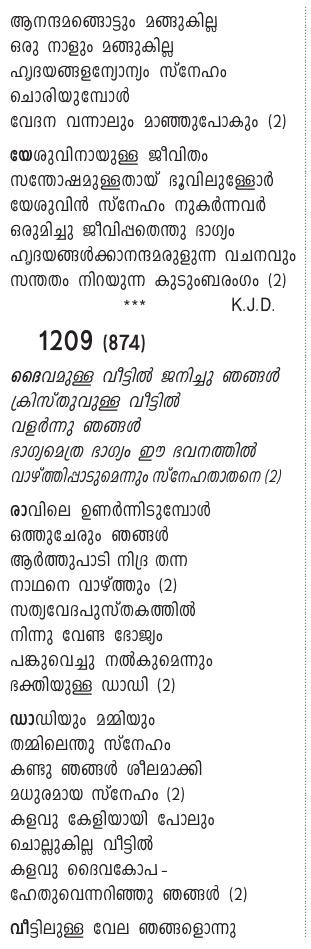 ആനന്ദമങ്ങൊട്ടും മങ്ങുകില്ല
ഒരു നാളും മങ്ങുകില്ല
ഹൃദയങ്ങളന്യോന്യം സ്നേഹം
ചൊരിയുമ്പോൾ
വേദന വന്നാലും മാഞ്ഞുപോകും (2)
യേശുവിനായുള്ള ജീവിതം
സന്തോഷമുള്ളതായ് ഭൂവിലുള്ളോർ
യേശുവിൻ സ്നേഹം നുകർന്നവർ
ഒരുമിച്ചു ജീവിപ്പതെന്തു ഭാഗ്യം
ഹൃദയങ്ങൾക്കാനന്ദമരുളുന്ന വചനവും
സന്തതം നിറയുന്ന കുടുംബരംഗം (2)
*** K.J.D.
1209 (874)
ദൈവമുള്ള വീട്ടിൽ ജനിച്ചു ഞങ്ങൾ
ക്രിസ്തുവുള്ള വീട്ടിൽ
വളർന്നു ഞങ്ങൾ
ഭാഗ്യമെത്ര ഭാഗ്യം ഈ ഭവനത്തിൽ
വാഴ്ത്തിപ്പാടുമെന്നും സ്നേഹതാതനെ (2)
രാവിലെ ഉണർന്നിടുമ്പോൾ
ഒത്തുചേരും ഞങ്ങൾ
ആർത്തുപാടി നിദ്ര തന്ന
നാഥനെ വാഴ്ത്തും (2)
സത്യവേദപുസ്തകത്തിൽ
നിന്നു വേണ്ട ഭോജ്യം
പങ്കുവെച്ചു നൽകുമെന്നും
ഭക്തിയുള്ള ഡാഡി (2)
ഡാഡിയും മമ്മിയും
തമ്മിലെന്തു സ്നേഹം
കണ്ടു ഞങ്ങൾ ശീലമാക്കി
മധുരമായ സ്നേഹം (2)
കളവു കേളിയായി പോലും
ചൊല്ലുകില്ല വീട്ടിൽ
കളവു ദൈവകോപ-
ഹേതുവെന്നറിഞ്ഞു ഞങ്ങൾ (2)
വീട്ടിലുള്ള വേല ഞങ്ങളൊന്നു